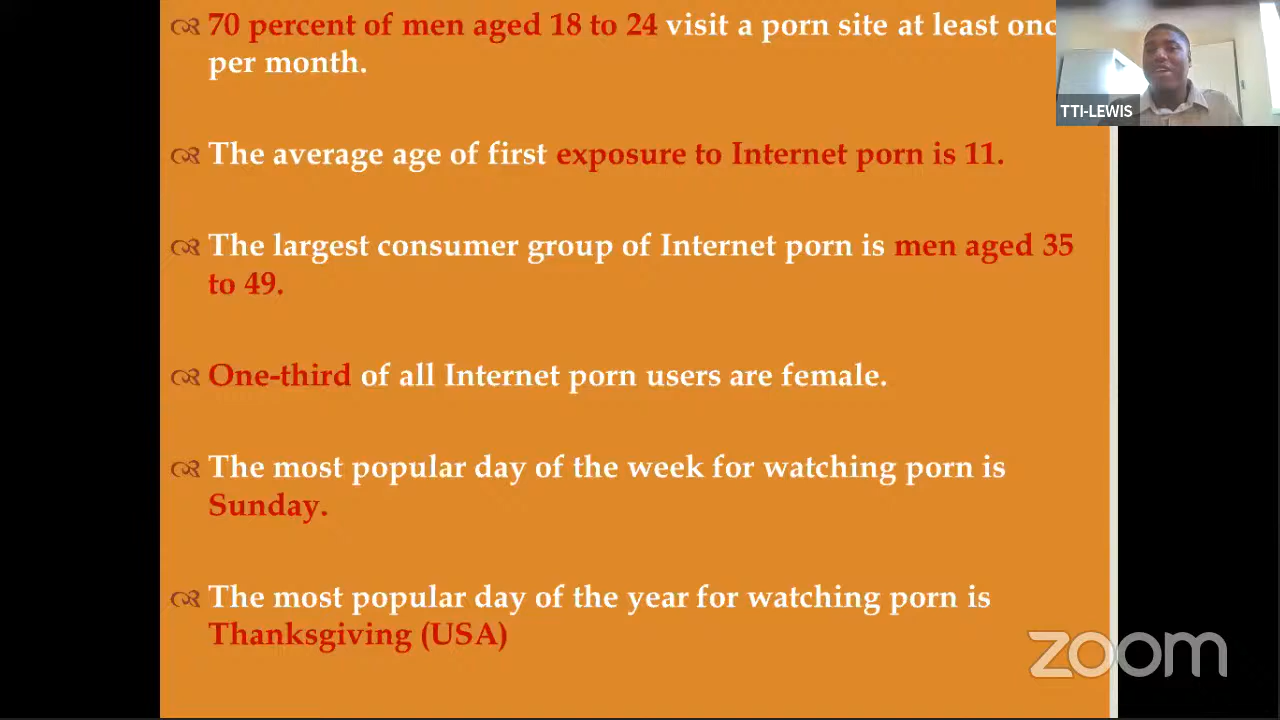 70 percent of men aged 18 to 24 visit a porn site at least onc
per month.
TTI-LEWIS
The average age of first exposure to Internet porn is 11.
The largest consumer group of Internet porn is men aged 35
to 49.
One-third of all Internet porn users are female.
The most popular day of the week for watching porn is
Sunday.
The most popular day of the year for watching porn is
Thanksgiving (USA)
zoom